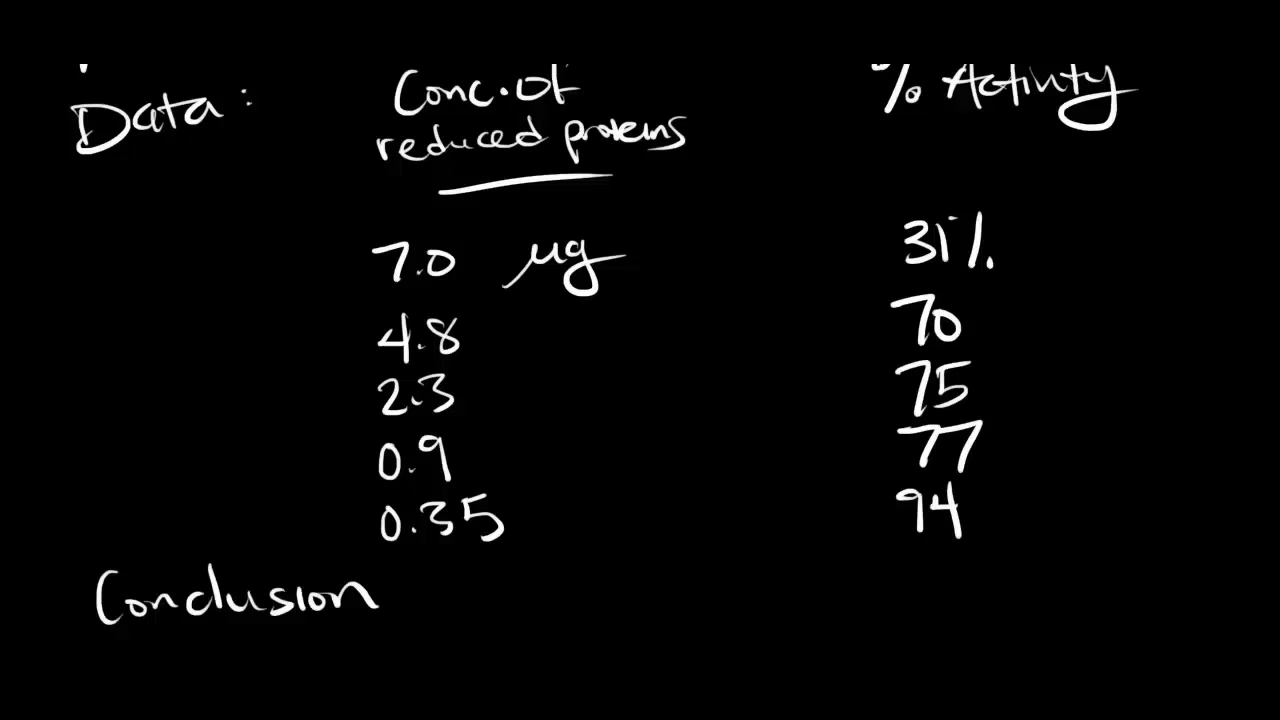 Data: Conc. Of % Activity
reduced proteins
7.0 µg 31%.
4.8 70
2.3 75
0.9 77
0.35 94
Conclusion